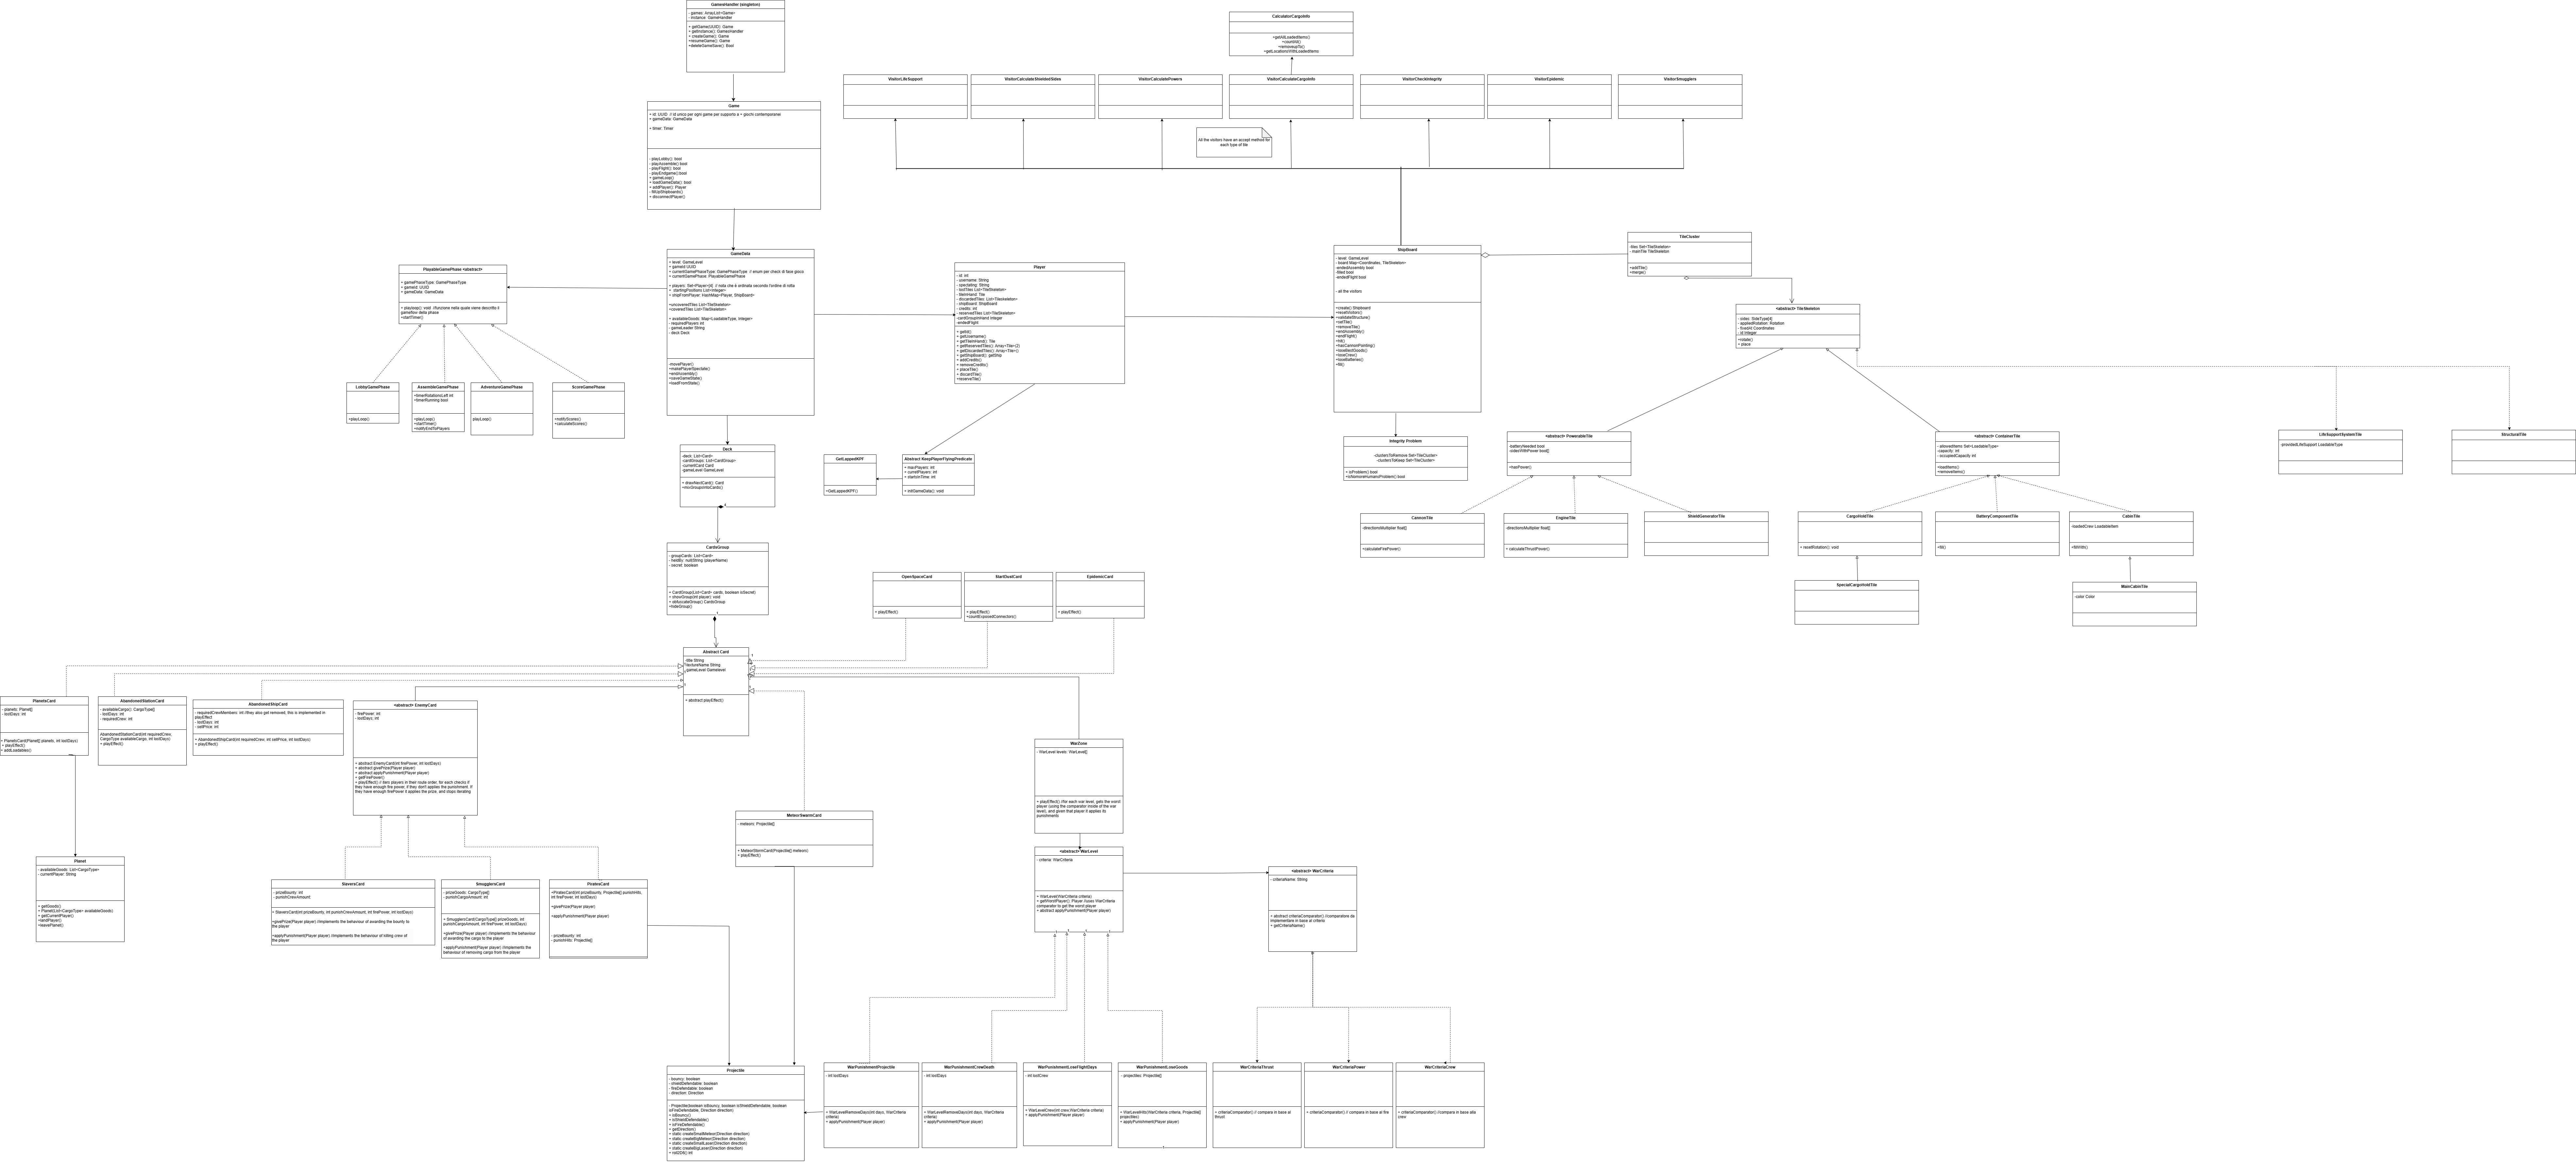 GamesHandler (singleton)
- games: ArrayList<Game>
- instance: GameHandler
+ getGame(UUID): Game
+ getInstance(): GamesHandler
+ createGame(): Game
+resumeGame(): Game
+deleteGameSave(): Bool
Game
+ id: UUID // id unico per ogni game per supporto a + giochi contemporanei
+ gameData: GameData
+ timer: Timer
- playLobby(): bool
- playAssemble() bool
- playFlight(): bool
- playEndgame():bool
+ gameLoop()
+ loadGameData(): bool
+ addPlayer(): Player
- fillUpShipboards()
+ disconnectPlayer()
CalculatorCargoInfo
+getAllLoadedItems()
+countAll()
+removeupTo()
+getLocationsWithLoadedItems
VisitorLifeSupport
VisitorCalculateShieldedSides
VisitorCalculatePowers
VisitorCalculateCargoInfo
VisitorCheckIntegrity
VisitorEpidemic
VisitorSmugglers
All the visitors have an accept method for
each type of tile
PlayableGamePhase <abstract>
+ gamePhaseType: GamePhaseType
+ gameId: UUID
+ gameData: GameData
+ playloop(): void //funzione nella quale viene descritto il
gameflow della phase
+startTimer()
LobbyGamePhase
+playLoop()
AssembleGamePhase
+timerRotationsLeft int
+timerRunning bool
+playLoop()
+startTimer()
+notifyEndToPlayers
AdventureGamePhase
playLoop()
ScoreGamePhase
+notifyScores()
+calculateScores()
GameData
+ level: GameLevel
+ gameId UUID
+ currentGamePhaseType: GamePhaseType // enum per check di fase gioco
+ currentGamePhase: PlayableGamePhase
+ players: Set<Player>[4] // nota che è ordinata secondo l'ordine di rotta
+ startingPositions List<Integer>
+ shipFromPlayer: HashMap<Player, ShipBoard>
+uncoveredTiles List<TileSkeleton>
+coveredTiles List<TileSkeleton>
+ availableGoods: Map<LoadableType, Integer>
- requiredPlayers int
- gameLeader String
- deck Deck
-movePlayer()
+makePlayerSpectate()
+endAssembly()
+saveGameState()
+loadFromState()
Player
- id: int
- username: String
- speciating: String
- lostTiles List<TileSkeleton>
- tileInHand: Tile
- discardedTiles: List<Tileskeleton>
- shipBoard: ShipBoard
- credits: int
- reservedTiles List<TileSkeleton>
-cardGroupInHand Integer
-endedFlight
+ getId()
+ getUsername()
+ getTileInHand(): Tile
+ getReservedTiles(): Array<Tile>(2)
+ getDiscardedTiles(): Array<Tile>()
+ getShipBoard(): getShip
+ addCredits()
+ removeCredits()
+ placeTile()
+ discardTile()
+reserveTile()
ShipBoard
- level: GameLevel
- board Map<Coordinates, TileSkeleton>
-endedAssembly bool
-filled bool
-endedFlight bool
- all the visitors
+create(): Shipboard
+resetVisitors()
+validateStructure()
+setTile()
+removeTile()
+endAssembly()
+endFlight()
+hit()
+hasCannonPointing()
+loseBestGoods()
+loseCrew()
+loseBatteries()
+fill()
TileCluster
-tiles Set<TileSkeleton>
- mainTile TileSkeleton
+addTile()
+merge()
<abstract> TileSkeleton
- sides: SideType[4]
- appliedRotation: Rotation
- fixedAt Coordinates
- id Integer
+rotate()
+ place
Integrity Problem
-clustersToRemove Set<TileCluster>
-clustersToKeep Set<TileCluster>
+ isProblem() bool
+isNomoreHumansProblem() bool
<abstract> PowerableTile
-batteryNeeded bool
-sidesWithPower bool[]
+hasPower()
<abstract> ContainerTile
- allowedItems Set<LoadableType>
-capacity: int
- occupiedCapacity int
+loadItems()
+removeItems()
LifeSupportSystemTile
-providedLifeSupport LoadableType
StructuralTile
CannonTile
-directionsMultiplier float[]
+calculateFirePower()
EngineTile
-directionsMultiplier float[]
+ calculateThrustPower()
ShieldGeneratorTile
CargoHoldTile
+ resetRotation(): void
BatteryComponentTile
+fill()
CabinTile
-loadedCrew LoadableItem
+fillWith()
SpecialCargoHoldTile
MainCabinTile
-color Color
Deck
-deck: List<Card>
-cardGroups: List<CardGroup>
-currentCard Card
-gameLevel GameLevel
+ drawNectCard(): Card
+mixGroupsIntoCards()
GetLappedKPF
+GetLappedKPF()
Abstract KeepPlayerFlyingPredicate
+ maxPlayers: int
+ curretPlayers: int
+ startsInTime: int
+ initGameData(): void
CardsGroup
- groupCards: List<Card>
- heldBy: null|String (playerName)
- secret: boolean
+ CardGroup(List<Card> cards, boolean isSecret)
+ showGroup(int player): void
+ obfuscateGroup() CardsGroup
+hideGroup()
OpenSpaceCard
+ playEffect()
StarDustCard
+ playEffect()
+countExposedConnectors()
EpidemicCard
+ playEffect()
Abstract Card
-title String
-gameLevel Gamelevel
+ abstract playEffect()
PlanetsCard
- planets: Planet[]
- lostDays: int
+ PlanetsCard(Planet[] planets, int lostDays)
+ playEffect()
+ addLoadables()
AbandonedStationCard
- availableCargo(): CargoType[]
- lostDays: int
- requiredCrew: int
AbandonedStationCard(int requiredCrew,
CargoType availableCargo, int lostDays)
+ playEffect()
AbandonedShipCard
- requiredCrewMembers: int //they also get removed, this is implemented in
playEffect
- lostDays: int
- sellPrice: int
+ AbandonedShipCard(int requiredCrew, int sellPrice, int lostDays)
+ playEffect()
<abstract> EnemyCard
- firePower: int
- lostDays, int
+ abstract EnemyCard(int firePower, int lostDays)
+ abstract givePrize(Player player)
+ abstract applyPunishment(Player player)
+ getFirePower()
+ playEffect() // iters players in their route order, for each checks if
they have enough fire power, if they don't applies the punishment. If
they have enough firePower it applies the prize, and stops iterating
WarZone
- WarLevel levels: WarLevel[]
+ playEffect() //for each war level, gets the worst
player (using the comparator inside of the war
level), and given that player it applies its
punishments
MeteorSwarmCard
- meteors: Projectile[]
+ MeteorStormCard(Projectile[] meteors)
+ playEffect()
<abstract> WarLevel
- criteria: WarCriteria
+ WarLevel(WarCriteria criteria)
+ getWorstPlayer(): Player //uses WarCriteria
comparator to get the worst player
+ abstract applyPunishment(Player player)
<abstract> WarCriteria
- criteriaName: String
+ abstract criteriaComparator() //comparatore da
implementare in base al criterio
+ getCriteriaName()
Planet
- availableGoods: List<CargoType>
- currentPlayer: String
+ getGoods()
+ Planet(List<CargoType> availableGoods)
+ getCurrentPlayer()
+landPlayer()
+leavePlanet()
SlaversCard
- prizeBounty: int
- punishCrewAmount: int
+ SlaversCard(int prizeBounty, int punishCrewAmount, int firePower, int lostDays)
+givePrize(Player player) //implements the behaviour of awarding the bounty to
the player
+applyPunishment(Player player) //implements the behaviour of killing crew of
the player
SmugglersCard
- prizeGoods: CargoType[]
- punishCargoAmount: int
+ SmugglersCard(CargoType[] prizeGoods, int
punishCargoAmount, int firePower, int lostDays)
+givePrize(Player player) //implements the behaviour
of awarding the cargo to the player
+applyPunishment(Player player) //implements the
behaviour of removing cargo from the player
PiratesCard
+PiratesCard(int prizeBounty, Projectile[] punishHits,
int firePower, int lostDays)
+givePrize(Player player)
+applyPunishment(Player player)
- prizeBounty: int
- punishHits: Projectile[]
Projectile
- bouncy: boolean
- shieldDefendable: boolean
- fireDefendable: boolean
- direction: Direction
- Projectile(boolean isBouncy, boolean isShieldDefendable, boolean
isFireDefendable, Direction direction)
+ isBouncy()
+ isShieldDefendable()
+ isFireDefendable()
+ getDirection()
+ static createSmallMeteor(Direction direction)
+ static createBigMeteor(Direction direction)
+ static createSmallLaser(Direction direction)
+ static createBigLaser(Direction direction)
+ roll2D6() int
WarPunishmentProjectile
- int lostDays
+ WarLevelRemoveDays(int days, WarCriteria
criteria)
+ applyPunishment(Player player)
WarPunishmentCrewDeath
- int lostDays
+ WarLevelRemoveDays(int days, WarCriteria
criteria)
+ applyPunishment(Player player)
WarPunishmentLoseFlightDays
- int lostCrew
+ WarLevelCrew(int crew,WarCriteria criteria)
+ applyPunishment(Player player)
WarPunishmentLoseGoods
- projectiles: Projectile[]
+ WarLevelHits(WarCriteria criteria, Projectile[]
projectiles)
+ applyPunishment(Player player)
WarCriteriaThrust
+ criteriaComparator() // compara in base al
thrust
WarCriteriaPower
+ criteriaComparator() // compara in base al fire
WarCriteriaCrew
+ criteriaComparator() //compara in base alla
crew